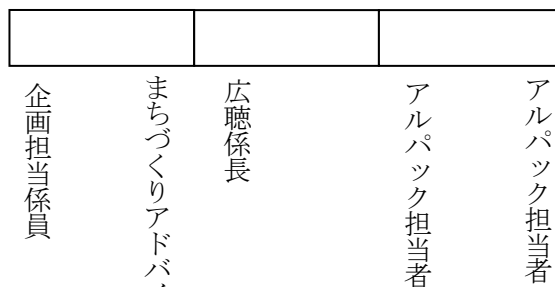 アルパック担当者
アルパック担当者
広聴係長
まちづくりアドバイ
企画担当係員